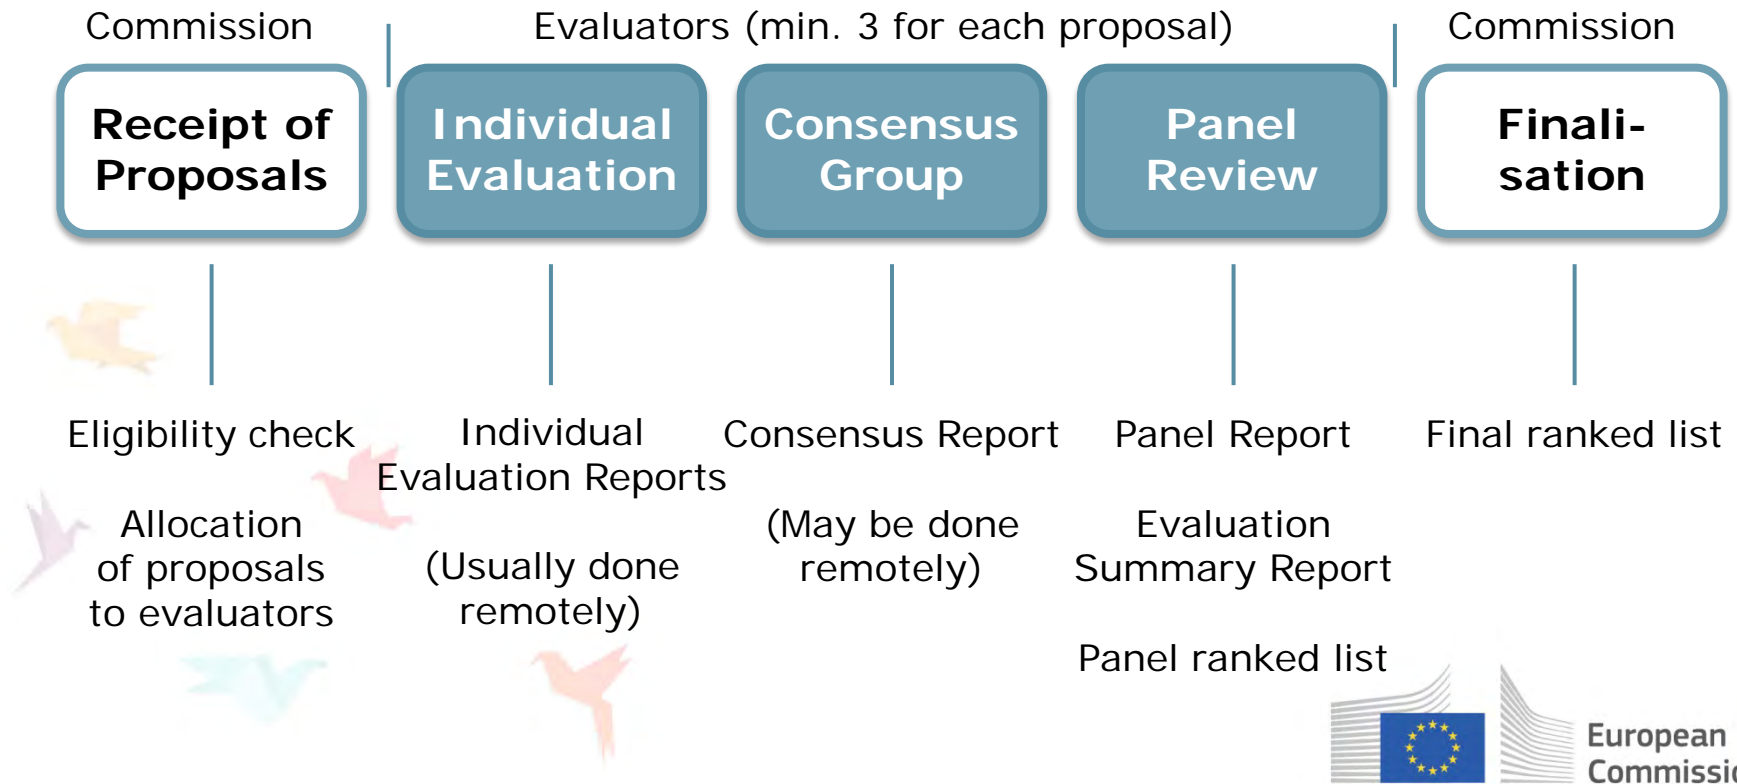 Commission
Evaluators (min. 3 for each proposal)
Commission
Receipt of
Proposals
Individual
Evaluation
Consensus
Group
Panel
Review
Finali-
sation
Eligibility check
Allocation
of proposals
to evaluators
Individual
Evaluation Reports
(Usually done
remotely)
Consensus Report
(May be done
remotely)
Panel Report
Evaluation
Summary Report
Panel ranked list
Final ranked list
European
Commissio